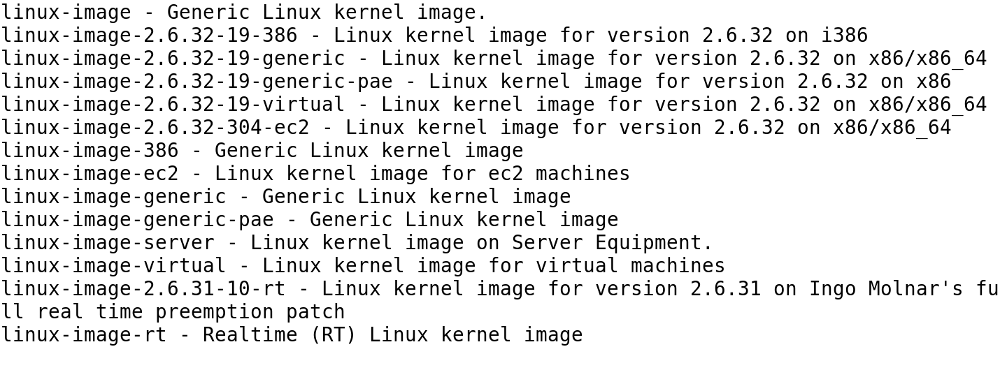 linux-image - Generic Linux kernel image.
linux-image-2.6.32-19-386 - Linux kernel image for version 2.6.32 on i386
linux-image-2.6.32-19-generic - Linux kernel image for version 2.6.32 on x86/x86_64
linux-image-2.6.32-19-generic-pae - Linux kernel image for version 2.6.32 on x86
linux-image-2.6.32-19-virtual - Linux kernel image for version 2.6.32 on x86/x86_64
linux-image-2.6.32-304-ec2 - Linux kernel image for version 2.6.32 on x86/x86_64
linux-image-386 - Generic Linux kernel image
linux-image-ec2 - Linux kernel image for ec2 machines
linux-image-generic - Generic Linux kernel image
linux-image-generic-pae - Generic Linux kernel image
linux-image-server - Linux kernel image on Server Equipment.
linux-image-virtual - Linux kernel image for virtual machines
linux-image-2.6.31-10-rt - Linux kernel image for version 2.6.31 on Ingo Molnar's fu
ll real time preemption patch
linux-image-rt - Realtime (RT) Linux kernel image